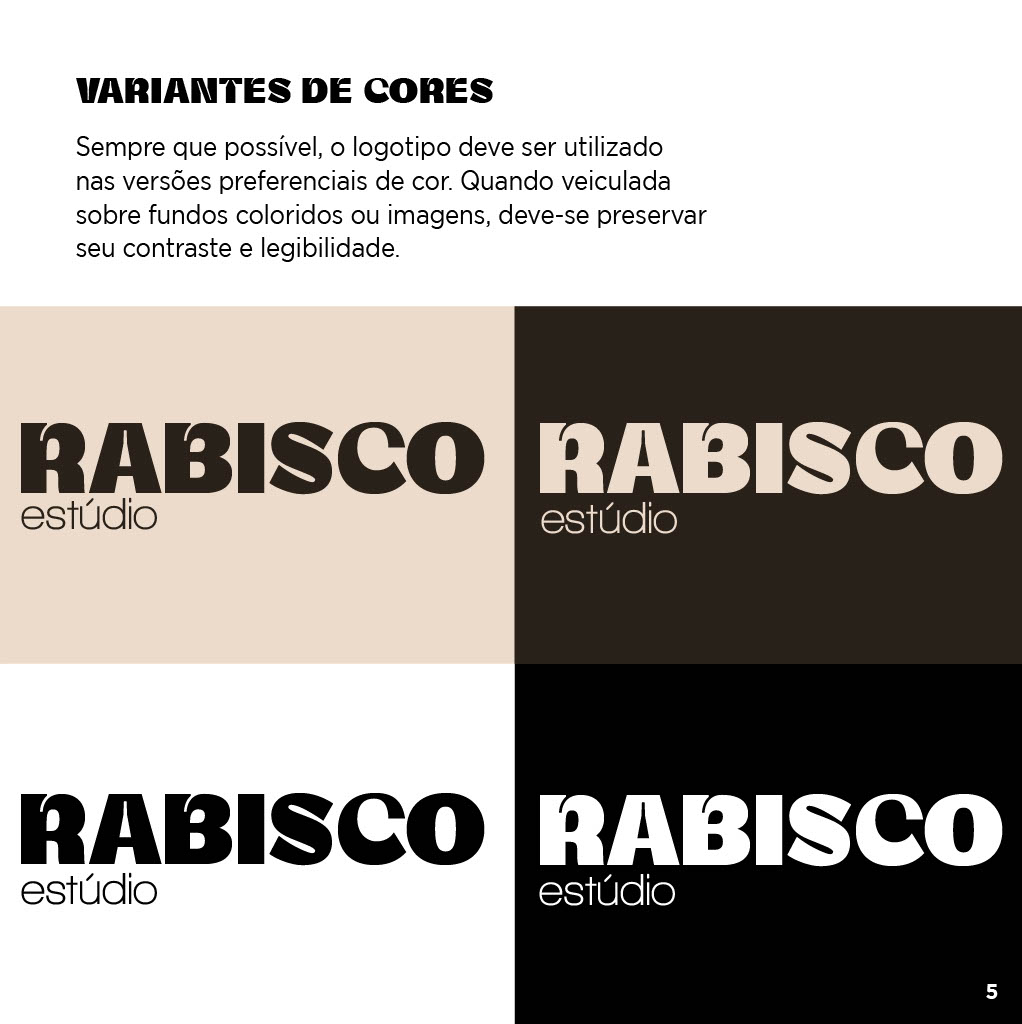 VARIANTES DE CORES
Sempre que possível, o logotipo deve ser utilizado
nas versões preferenciais de cor. Quando veiculada
sobre fundos coloridos ou imagens, deve-se preservar
seu contraste e legibilidade.
RABISCO
estúdio
RABISCO
estúdio
RABISCO
estúdio
RABISCO
estúdio
5